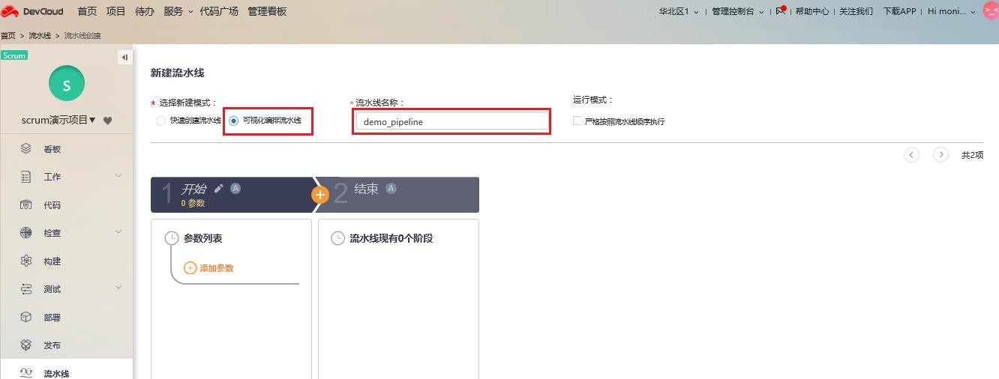 DevCloud 首页 项目 待办 服务 代码广场 管理看板 华北区1 管理控制台 帮助中心 关注我们 下载APP Hi moni...
首页 > 流水线 > 流水线创建
Scrum
S
scrum演示项目▼
看板
工作
代码
检查
构建
测试
部署
发布
流水线
新建流水线
* 选择新建模式： * 流水线名称： 运行模式：
快速创建流水线 可视化编排流水线 demo_pipeline 严格按照流水线顺序执行
共2项
1 开始 A 2 结束 A
0 参数
参数列表 流水线现有0个阶段
添加参数